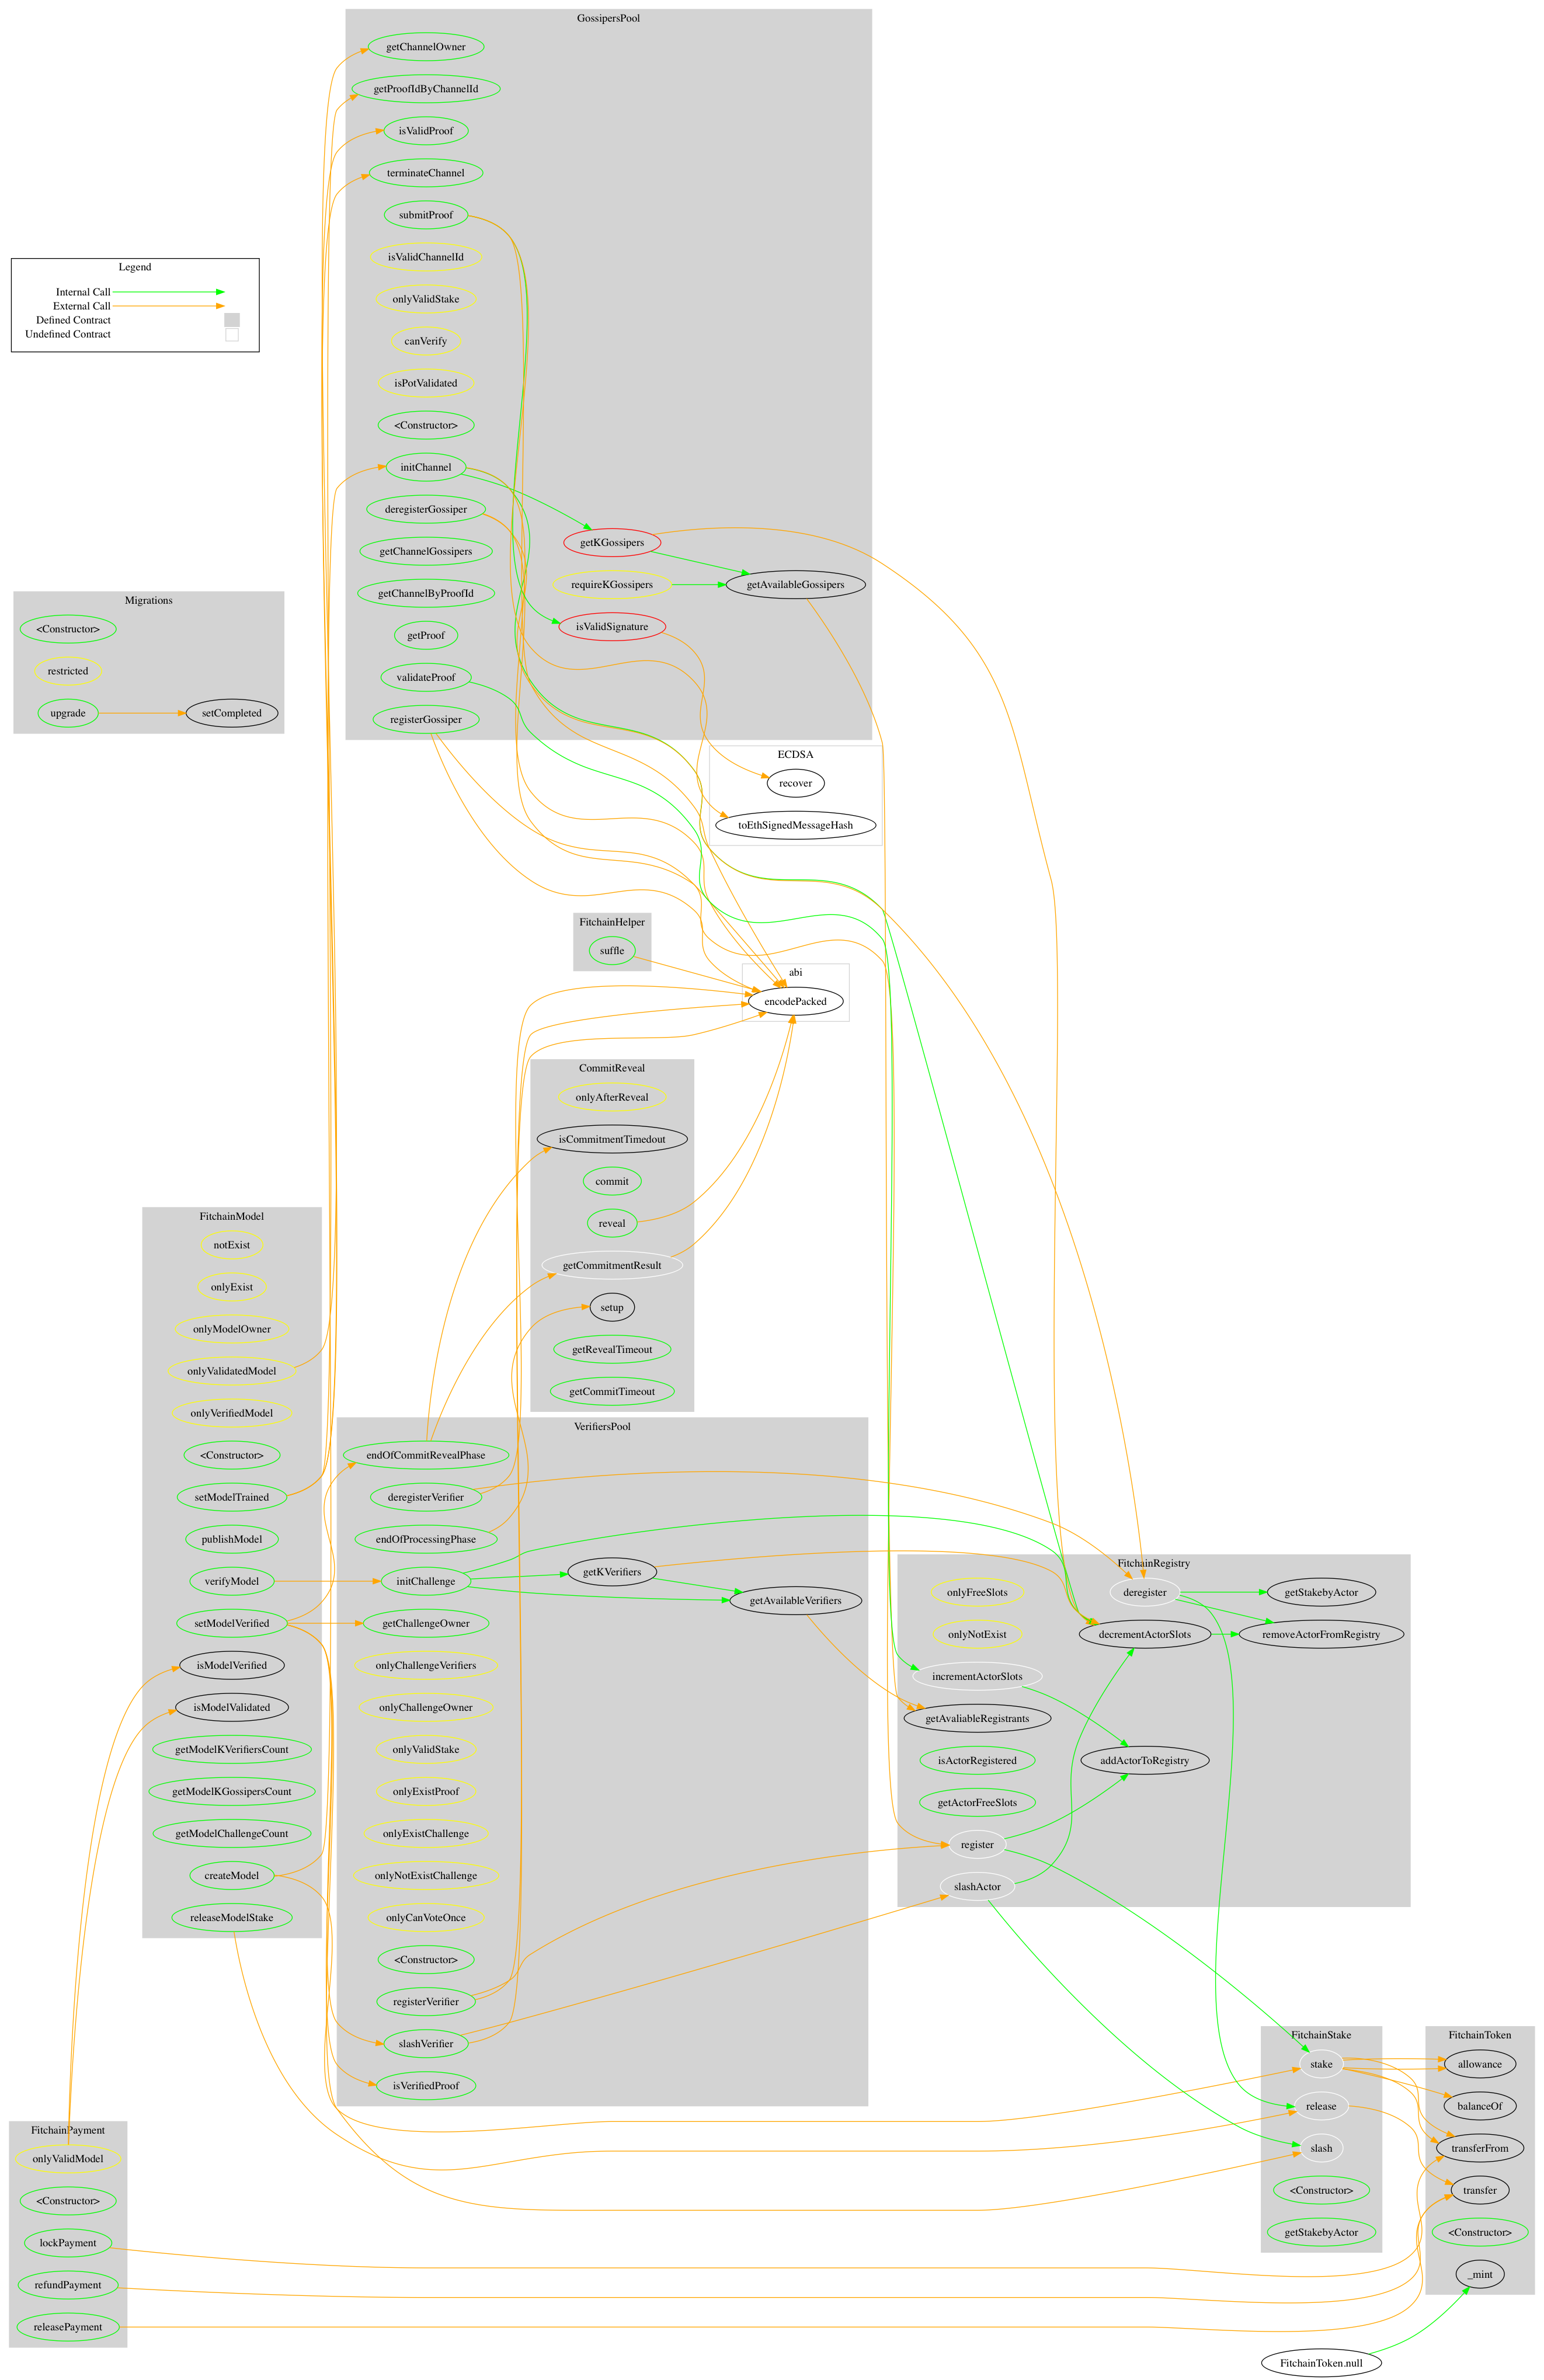 GossipersPool
getChannelOwner
getProofIdByChannelId
isValidProof
terminateChannel
submitProof
isValidChannelId
onlyValidStake
canVerify
isPotValidated
<Constructor>
initChannel
deregisterGossiper
getChannelGossipers
getChannelByProofId
getProof
validateProof
registerGossiper
getKGossipers
requireKGossipers
isValidSignature
getAvailableGossipers
Legend
Internal Call
External Call
Defined Contract
Undefined Contract
Migrations
<Constructor>
restricted
upgrade
setCompleted
ECDSA
recover
toEthSignedMessageHash
FitchainHelper
suffle
abi
encodePacked
CommitReveal
onlyAfterReveal
isCommitmentTimedout
commit
reveal
getCommitmentResult
setup
getRevealTimeout
getCommitTimeout
FitchainModel
notExist
onlyExist
onlyModelOwner
onlyValidatedModel
onlyVerifiedModel
<Constructor>
setModelTrained
publishModel
verifyModel
setModelVerified
isModelVerified
isModelValidated
getModelKVerifiersCount
getModelKGossipersCount
getModelChallengeCount
createModel
releaseModelStake
VerifiersPool
endOfCommitRevealPhase
deregisterVerifier
endOfProcessingPhase
initChallenge
getChallengeOwner
onlyChallengeVerifiers
onlyChallengeOwner
onlyValidStake
onlyExistProof
onlyExistChallenge
onlyNotExistChallenge
onlyCanVoteOnce
<Constructor>
registerVerifier
slashVerifier
isVerifiedProof
getKVerifiers
getAvailableVerifiers
FitchainRegistry
onlyFreeSlots
onlyNotExist
incrementActorSlots
getAvaliableRegistrants
isActorRegistered
getActorFreeSlots
register
slashActor
deregister
decrementActorSlots
addActorToRegistry
getStakebyActor
removeActorFromRegistry
FitchainStake
stake
release
slash
<Constructor>
getStakebyActor
FitchainToken
allowance
balanceOf
transferFrom
transfer
<Constructor>
_mint
FitchainPayment
onlyValidModel
<Constructor>
lockPayment
refundPayment
releasePayment
FitchainToken.null